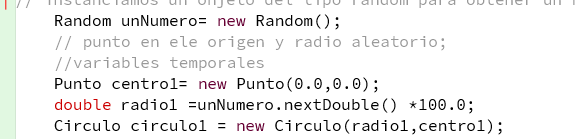 // instanciamos un objeto del tipo random para obtener un
Random unNumero= new Random();
// punto en ele origen y radio aleatorio;
//variables temporales
Punto centro1= new Punto(0.0,0.0);
double radio1 =unNumero.nextDouble() *100.0;
Circulo circulo1 = new Circulo(radio1,centro1);